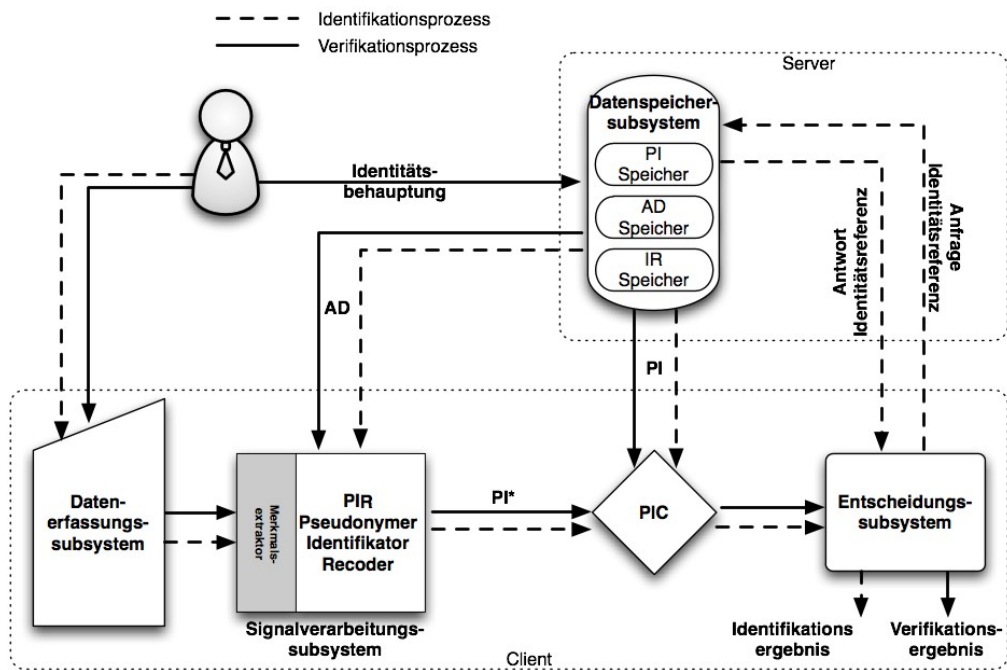 Identifikationsprozess
Verifikationsprozess
Server
Datenspeicher-
subsystem
PI
Speicher
AD
Speicher
IR
Speicher
Identitäts-
behauptung
Antwort
Identitätsreferenz
Anfrage
Identitätsreferenz
AD
PI
Daten-
erfassungs-
subsystem
Merkmals-
extraktor
PIR
Pseudonymer
Identifikator
Recoder
PI*
PIC
Entscheidungs-
subsystem
Signalverarbeitungs-
subsystem
Identifikations
ergebnis
Verifikations-
ergebnis
Client